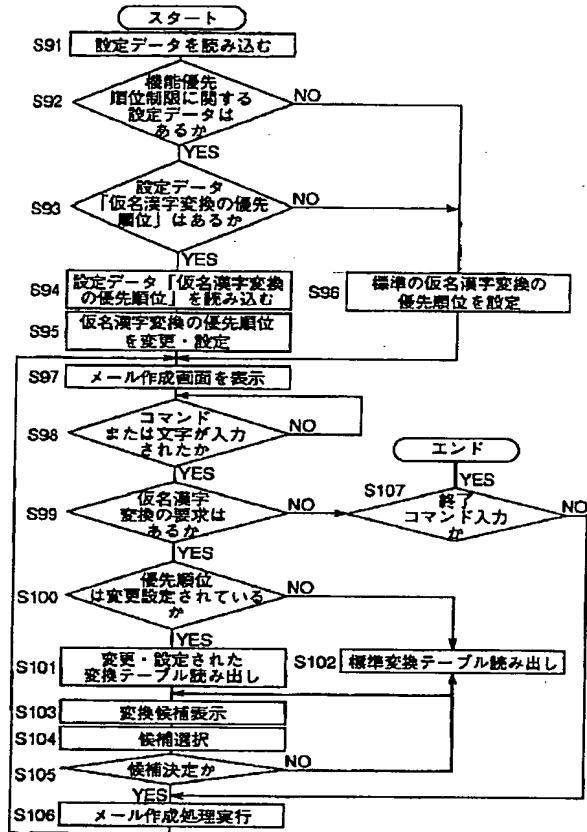 スタート
S91
設定データを読み込む
S92
機能優先
順位制限に関する
設定データは
あるか
NO
YES
S93
設定データ
「仮名漢字変換の優先
順位」はあるか
NO
YES
S94
設定データ「仮名漢字変換
の優先順位」を読み込む
S96
標準の仮名漢字変換の
優先順位を設定
S95
仮名漢字変換の優先順位
を変更・設定
S97
メール作成画面を表示
S98
コマンド
または文字が入力
されたか
NO
YES
エンド
YES
S99
仮名漢字
変換の要求は
あるか
NO
S107
終了
コマンド入力
か
NO
YES
S100
優先順位
は変更設定されている
か
NO
YES
S101
変更・設定された
変換テーブル読み出し
S102
標準変換テーブル読み出し
S103
変換候補表示
S104
候補選択
S105
候補決定か
NO
YES
S106
メール作成処理実行